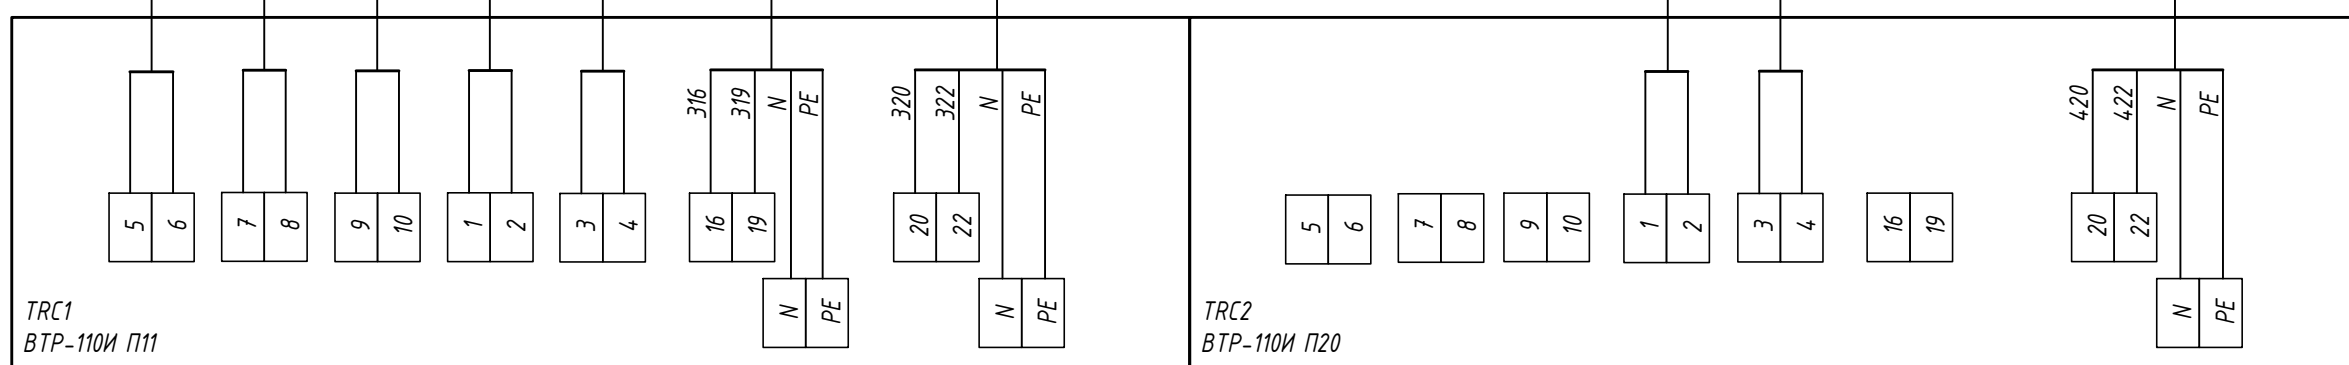 316 319 N PE 320 322 N PE 420 422 N PE
5 6 7 8 9 10 1 2 3 4 16 19 20 22 5 6 7 8 9 10 1 2 3 4 16 19 20 22
N PE N PE N PE
TRC1
ВТР-110И П11
TRC2
ВТР-110И П20